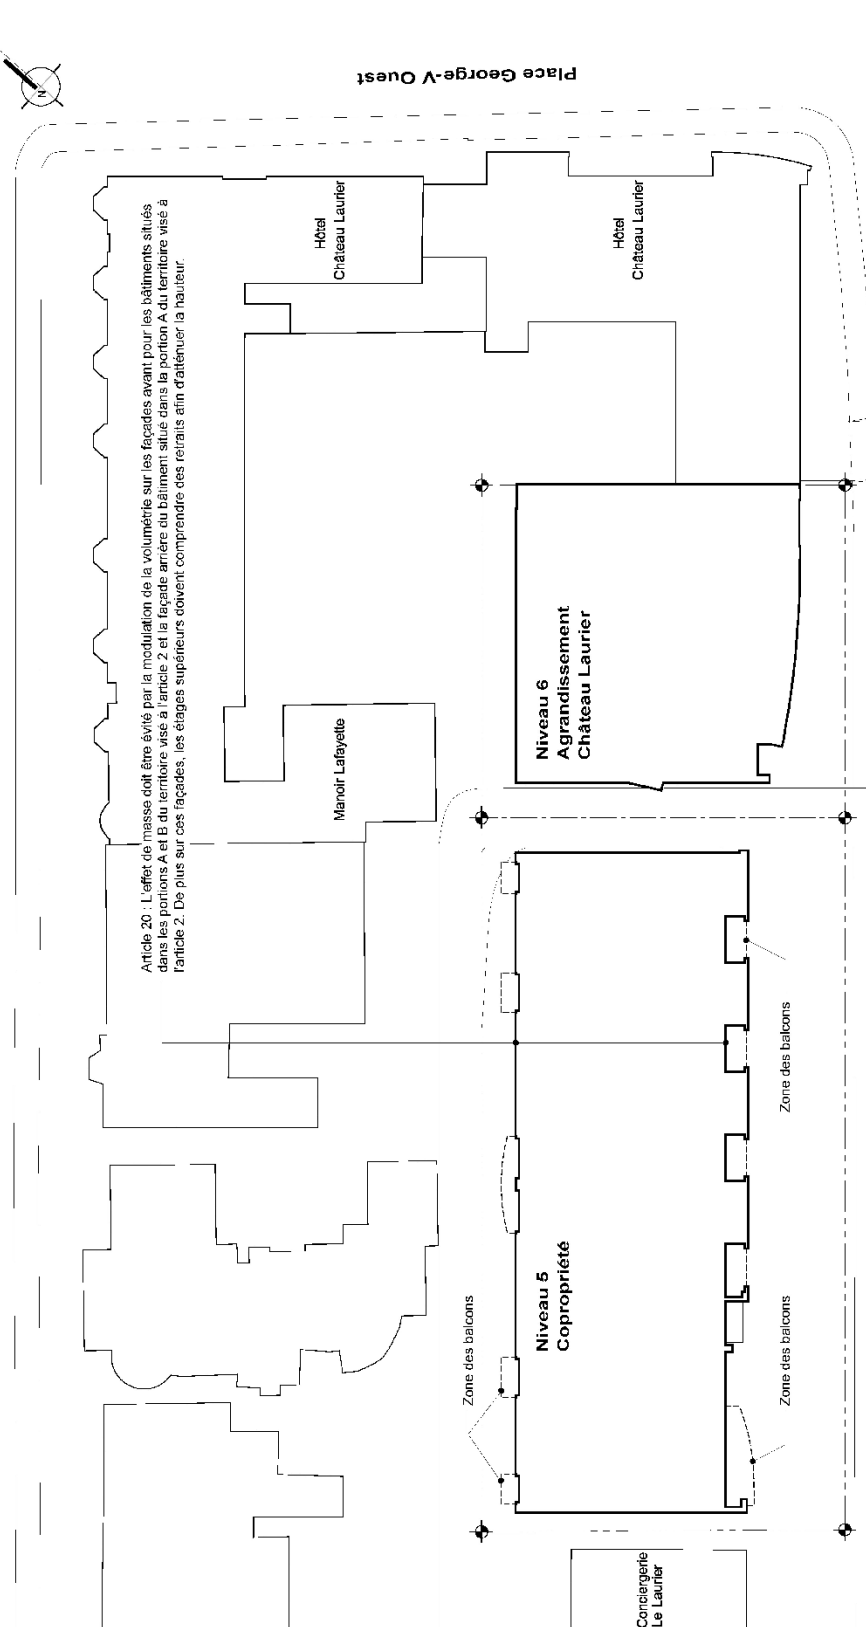 N
Place George-V Ouest
Hôtel
Château Laurier
Hôtel
Château Laurier
Article 20 : L'effet de masse doit être évité par la modulation de la volumétrie sur les façades avant pour les bâtiments situés
dans les portions A et B du territoire visé à l'article 2 et la façade arrière du bâtiment situé dans la portion A du territoire visé à
l'article 2. De plus sur ces façades, les étages supérieurs doivent comprendre des retraits afin d'atténuer la hauteur.
Manoir Lafayette
Niveau 6
Agrandissement
Château Laurier
Zone des balcons
Niveau 5
Copropriété
Zone des balcons
Zone des balcons
Conciergerie
Le Laurier